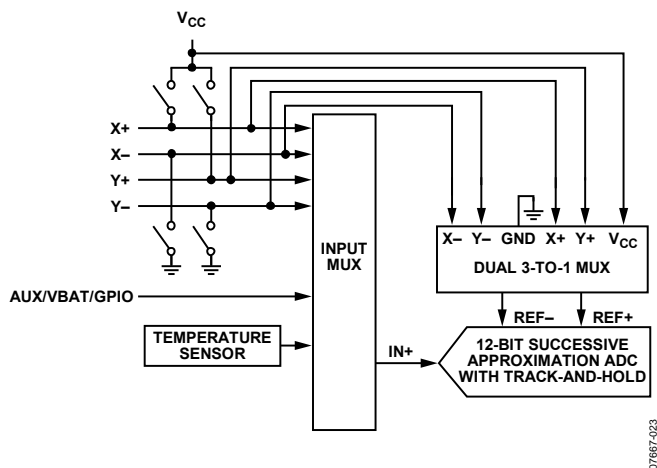 VCC
X+
X–
Y+
Y–
INPUT
MUX
X– Y– GND X+ Y+ VCC
DUAL 3-TO-1 MUX
AUX/VBAT/GPIO
REF– REF+
TEMPERATURE
SENSOR
IN+
12-BIT SUCCESSIVE
APPROXIMATION ADC
WITH TRACK-AND-HOLD
07667-023